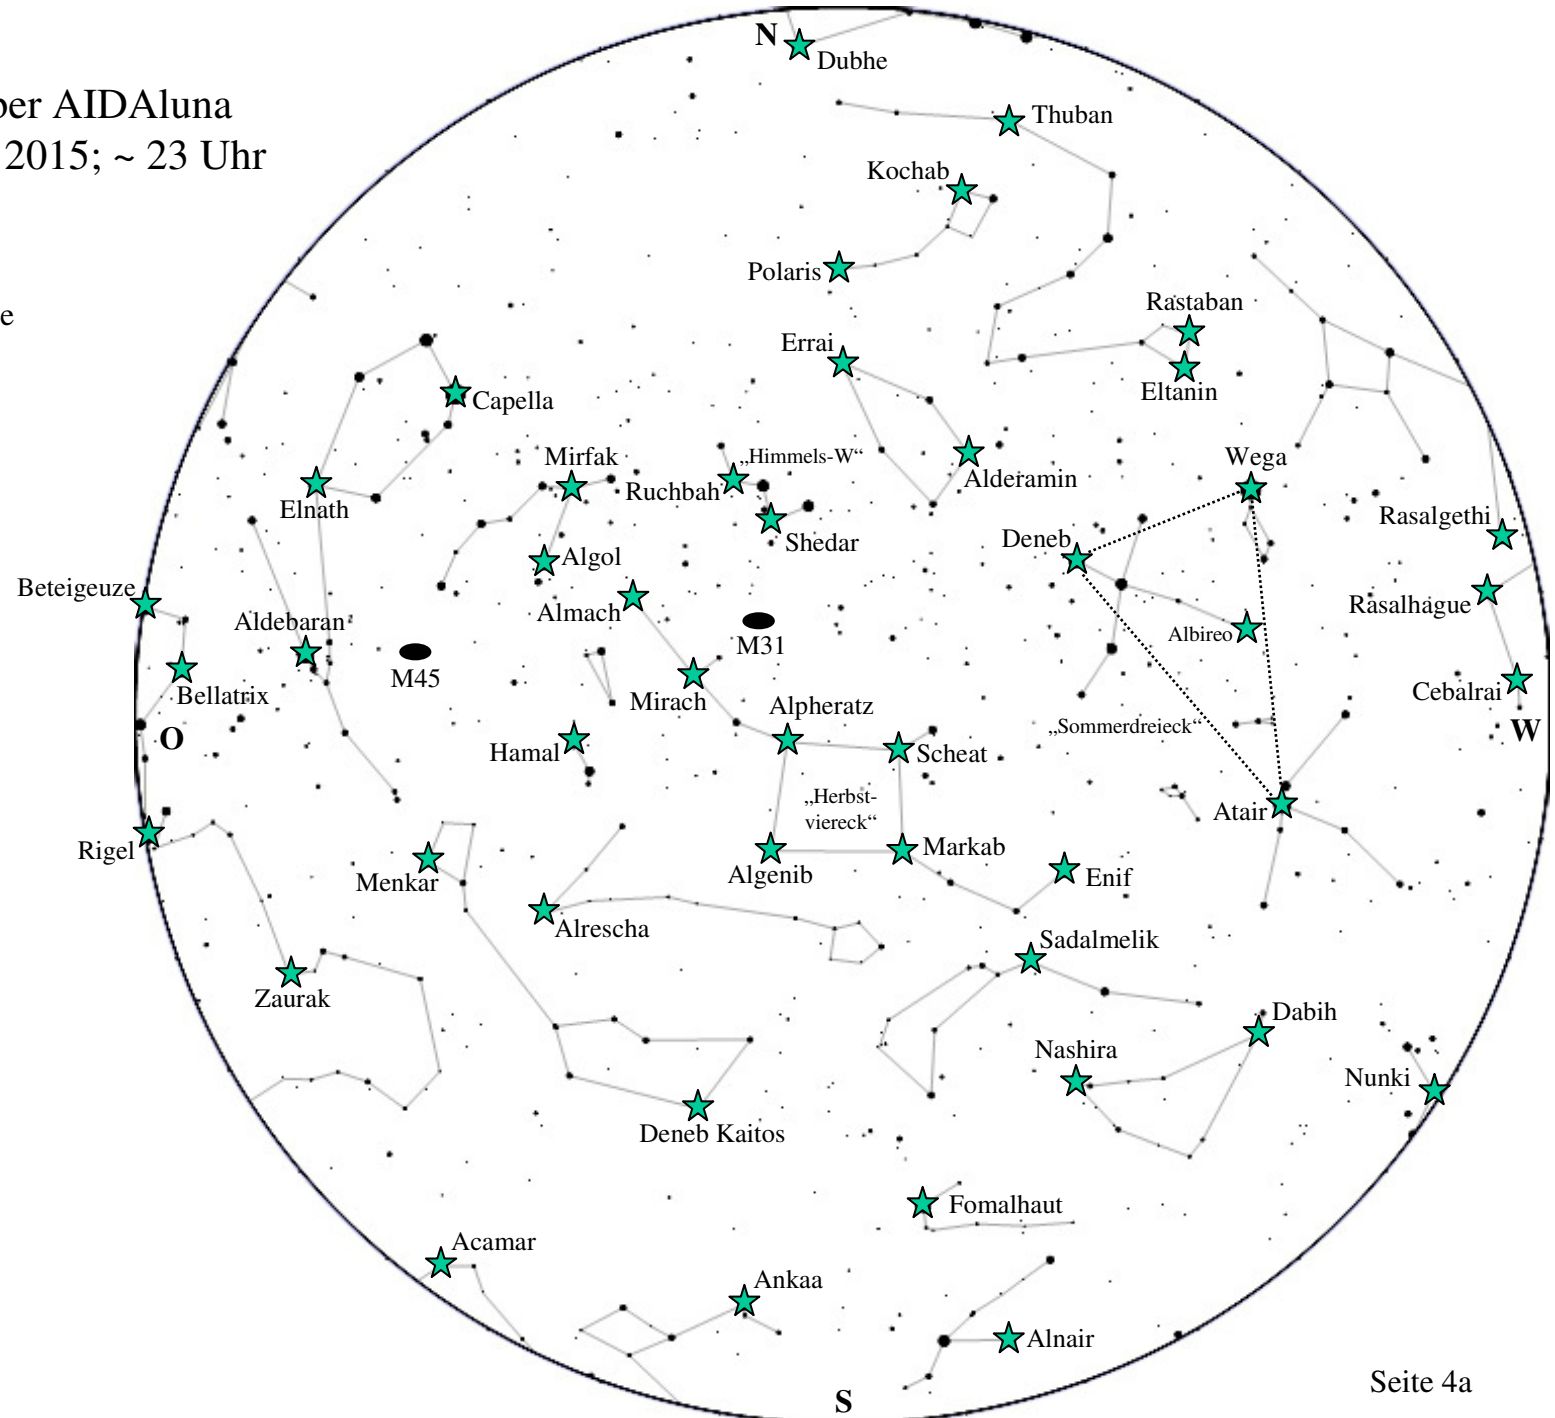 N
Dubhe
ber AIDAluna
Thuban
2015; ~ 23 Uhr
Kochab
Polaris
Rastaban
e
Errai
Eltanin
Capella
Mirfak
„Himmels-W“
Wega
Alderamin
Ruchbah
Elnath
Rasalgethi
Shedar
Deneb
Algol
Beteigeuze
Almach
Rasalhague
Aldebaran
Albireo
M31
M45
Bellatrix
Mirach
Cebalrai
Alpheratz
„Sommerdreieck“
W
O
Hamal
Scheat
„Herbst-
viereck“
Atair
Rigel
Markab
Menkar
Algenib
Enif
Alrescha
Sadalmelik
Zaurak
Dabih
Nashira
Nunki
Deneb Kaitos
Fomalhaut
Acamar
Ankaa
Alnair
Seite 4a
S